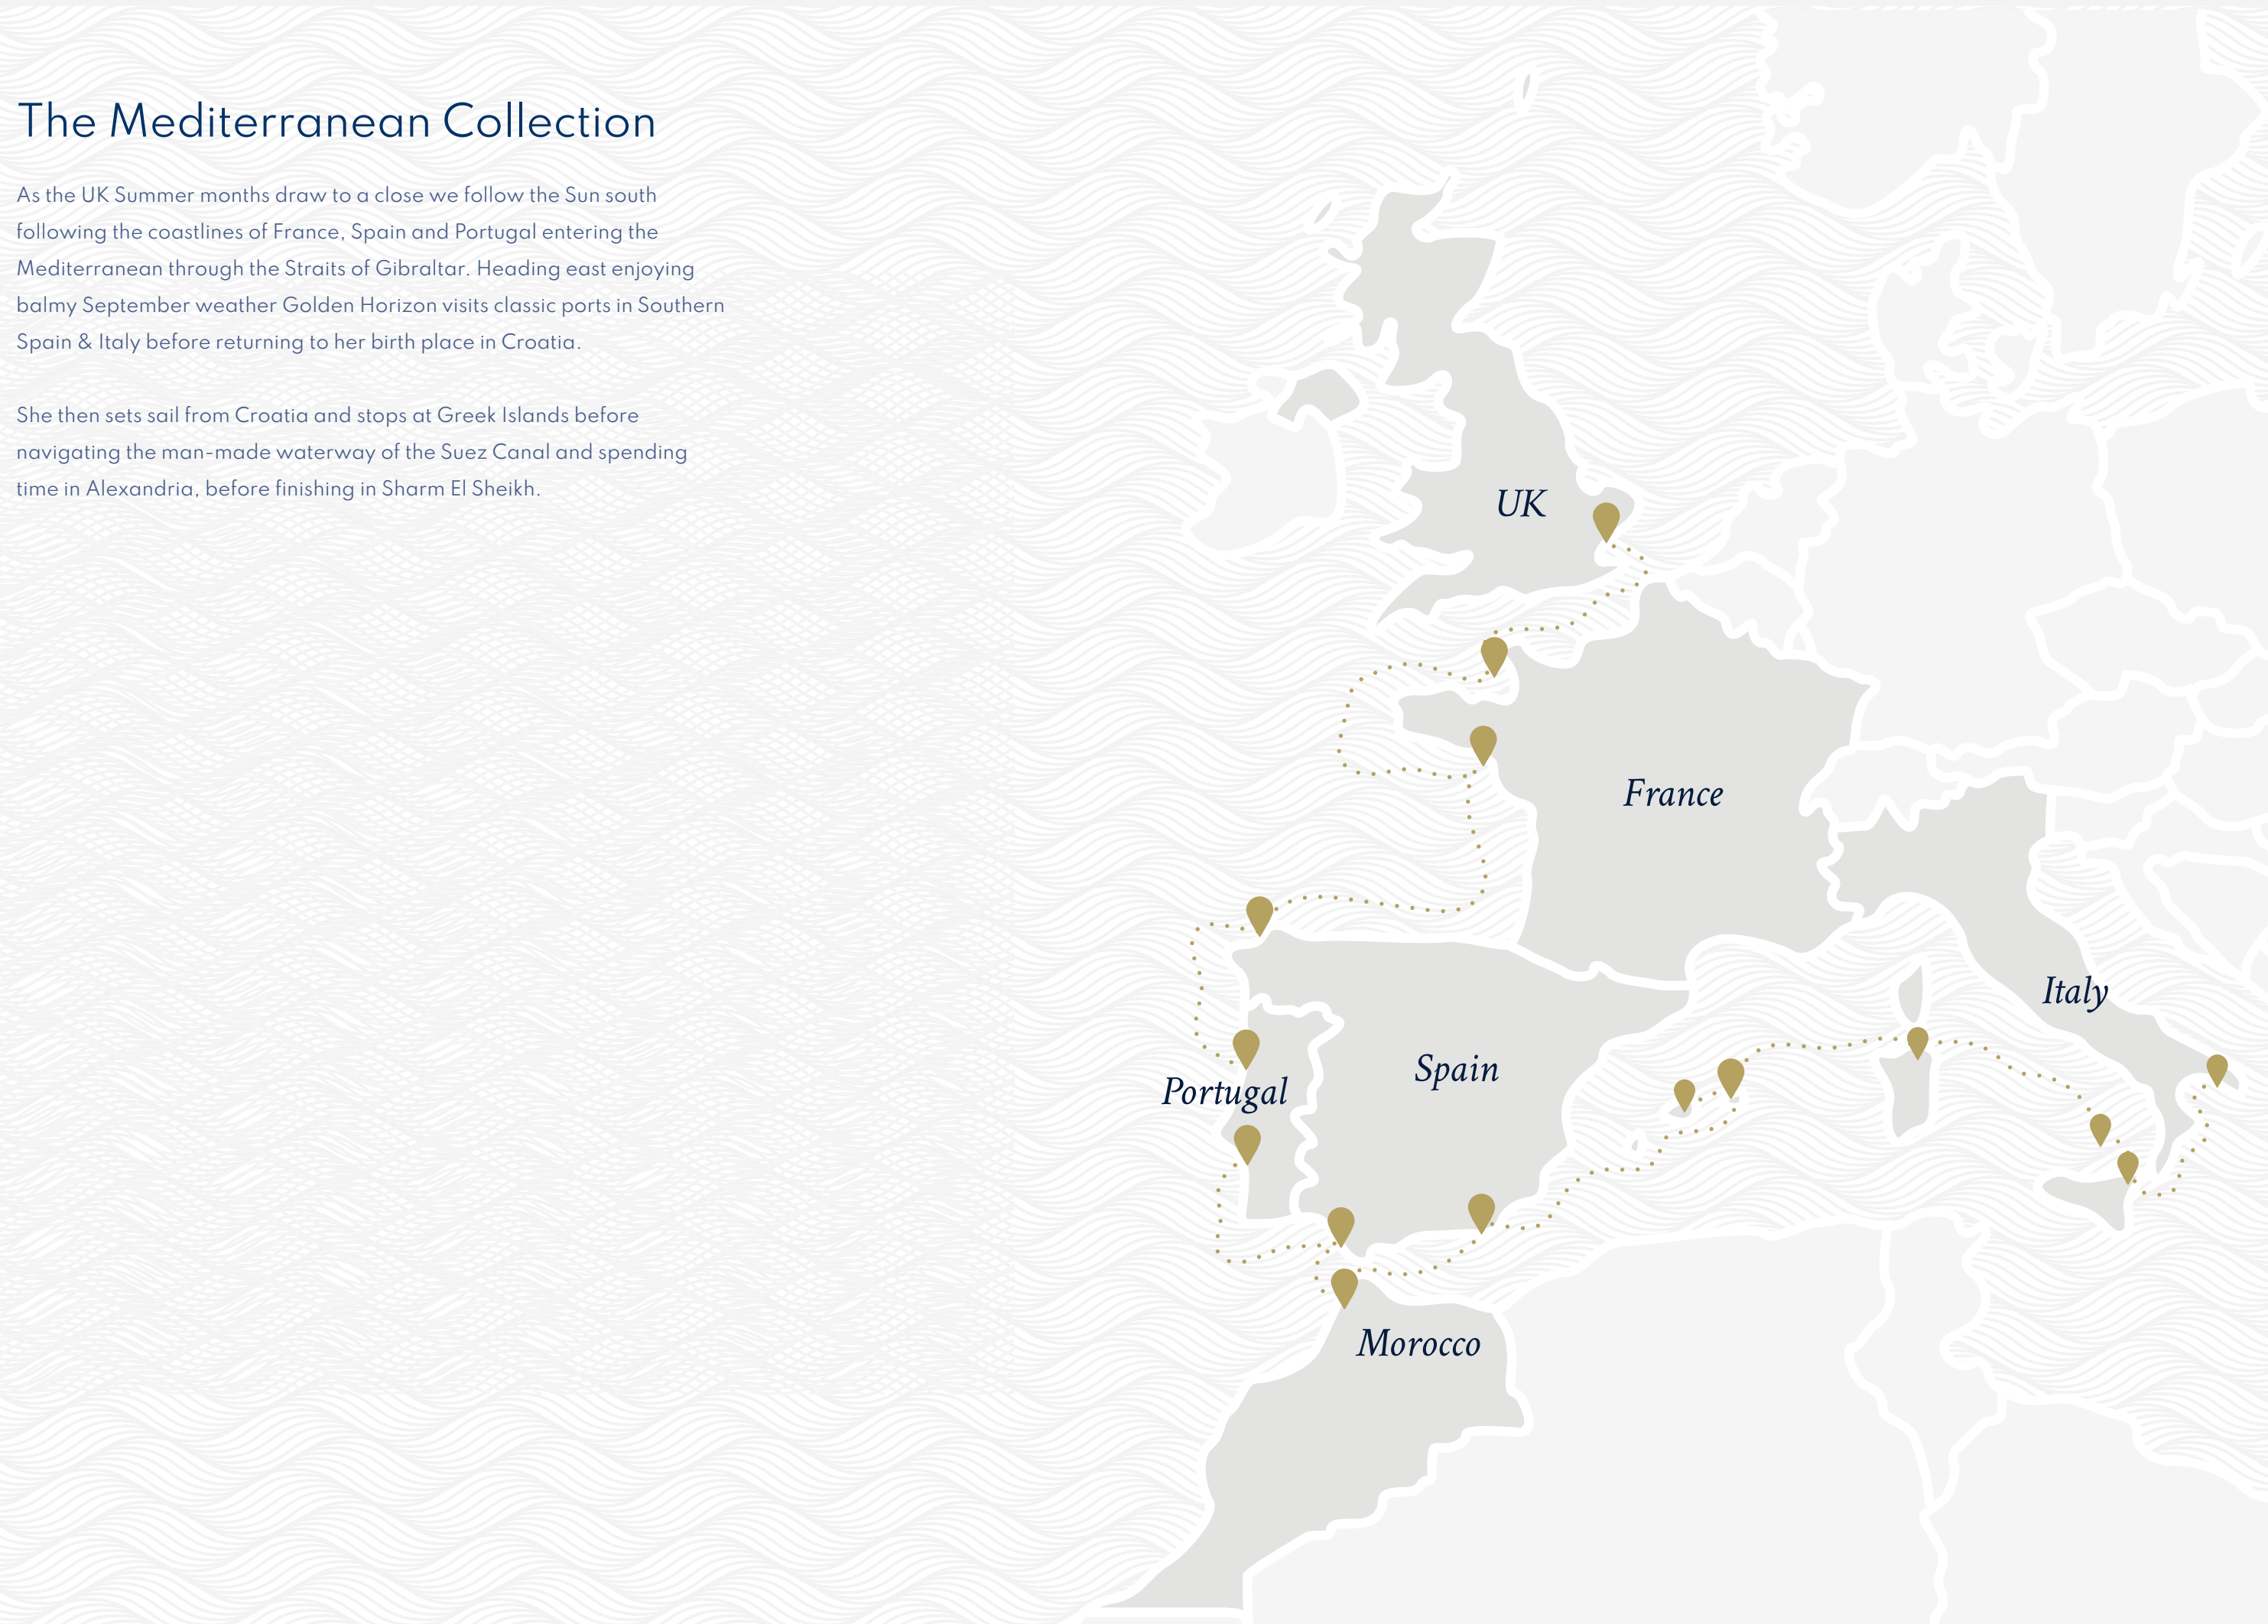 The Mediterranean Collection
As the UK Summer months draw to a close we follow the Sun south
following the coastlines of France, Spain and Portugal entering the
Mediterranean through the Straits of Gibraltar. Heading east enjoying
balmy September weather Golden Horizon visits classic ports in Southern
Spain & Italy before returning to her birth place in Croatia.
She then sets sail from Croatia and stops at Greek Islands before
navigating the man-made waterway of the Suez Canal and spending
time in Alexandria, before finishing in Sharm El Sheikh.
UK
France
Italy
Spain
Portugal
Morocco